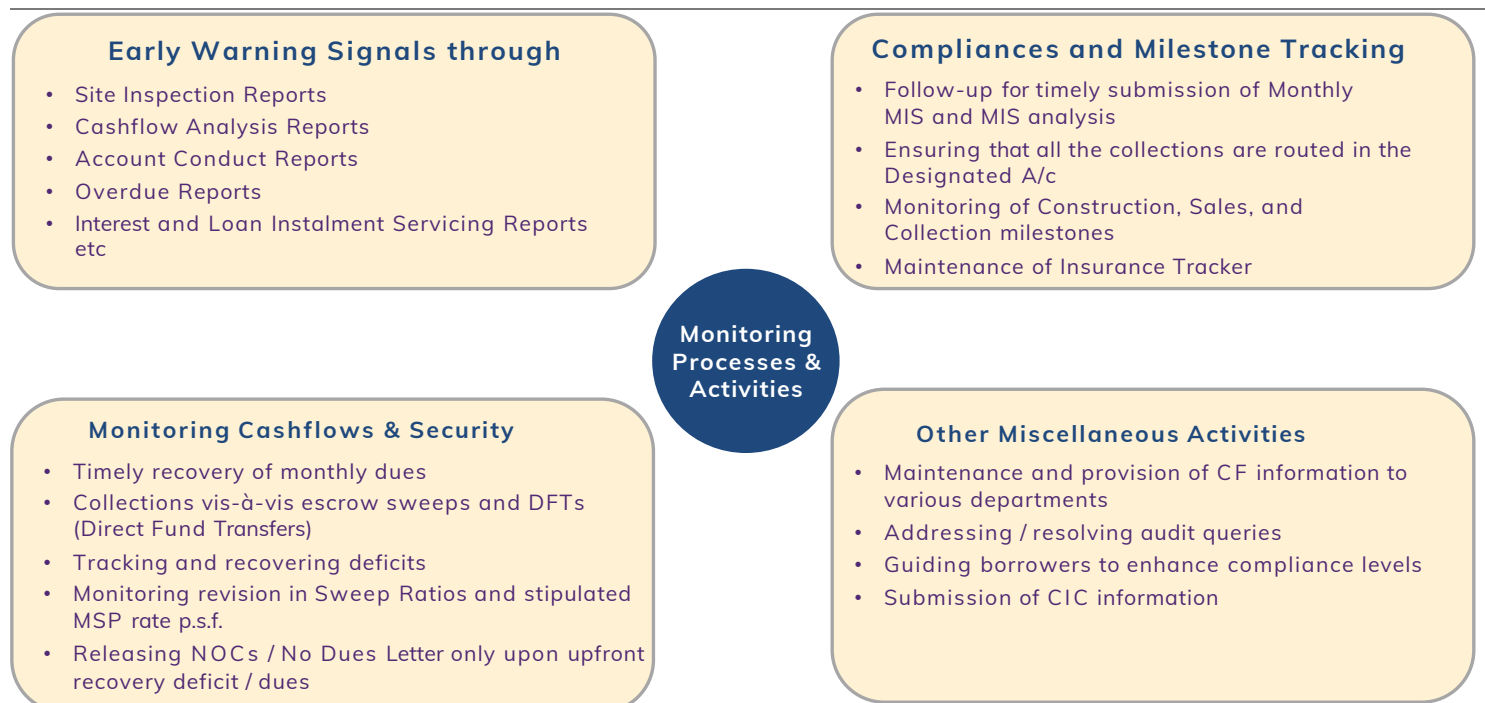 Early Warning Signals through
• Site Inspection Reports
• Cashflow Analysis Reports
• Account Conduct Reports
• Overdue Reports
• Interest and Loan Instalment Servicing Reports
etc
Compliances and Milestone Tracking
• Follow-up for timely submission of Monthly
MIS and MIS analysis
• Ensuring that all the collections are routed in the
Designated A/c
• Monitoring of Construction, Sales, and
Collection milestones
• Maintenance of Insurance Tracker
Monitoring
Processes &
Activities
Monitoring Cashflows & Security
• Timely recovery of monthly dues
• Collections vis-à-vis escrow sweeps and DFTs
(Direct Fund Transfers)
• Tracking and recovering deficits
• Monitoring revision in Sweep Ratios and stipulated
MSP rate p.s.f.
• Releasing NOCs / No Dues Letter only upon upfront
recovery deficit / dues
Other Miscellaneous Activities
• Maintenance and provision of CF information to
various departments
• Addressing / resolving audit queries
• Guiding borrowers to enhance compliance levels
• Submission of CIC information